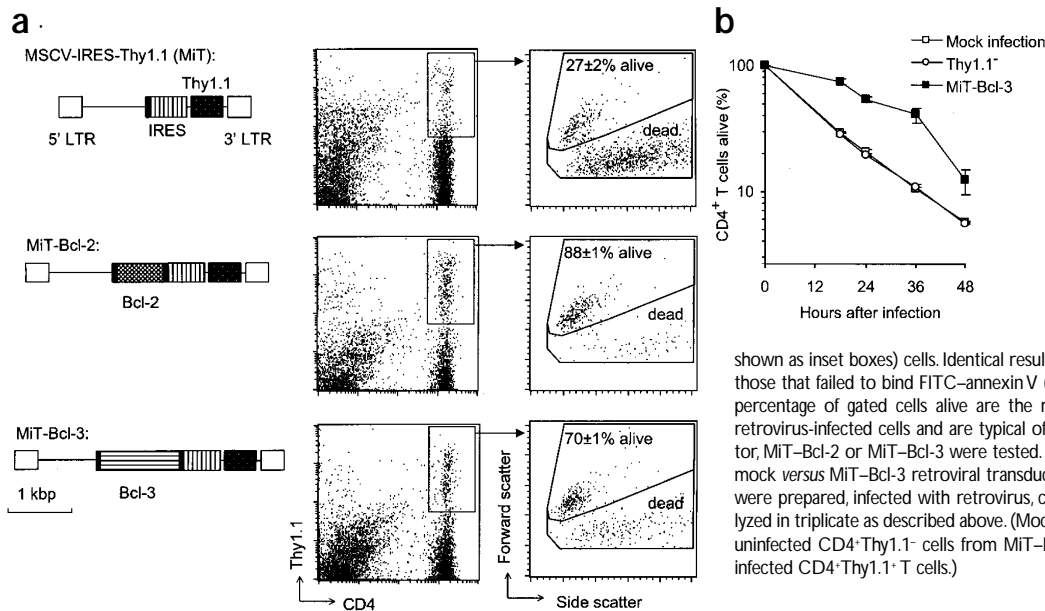 a
MSCV-IRES-Thy1.1 (MiT)
Thy1.1
5' LTR
IRES
3' LTR
27±2% alive
dead
MiT-Bcl-2:
Bcl-2
88±1% alive
dead
MiT-Bcl-3:
Bcl-3
1 kbp
70±1% alive
dead
Thy1.1
CD4
Forward scatter
Side scatter
b
Mock infection
Thy1.1⁻
MiT-Bcl-3
CD4⁺ T cells alive (%)
100
10
0
12
24
36
48
Hours after infection
shown as inset boxes) cells. Identical resul
those that failed to bind FITC–annexin V (
percentage of gated cells alive are the
retrovirus-infected cells and are typical of
tor, MiT–Bcl-2 or MiT–Bcl-3 were tested.
mock versus MiT–Bcl-3 retroviral transduc
were prepared, infected with retrovirus, c
lyzed in triplicate as described above. (Moc
uninfected CD4⁺Thy1.1⁻ cells from MiT–
infected CD4⁺Thy1.1⁺ T cells.)